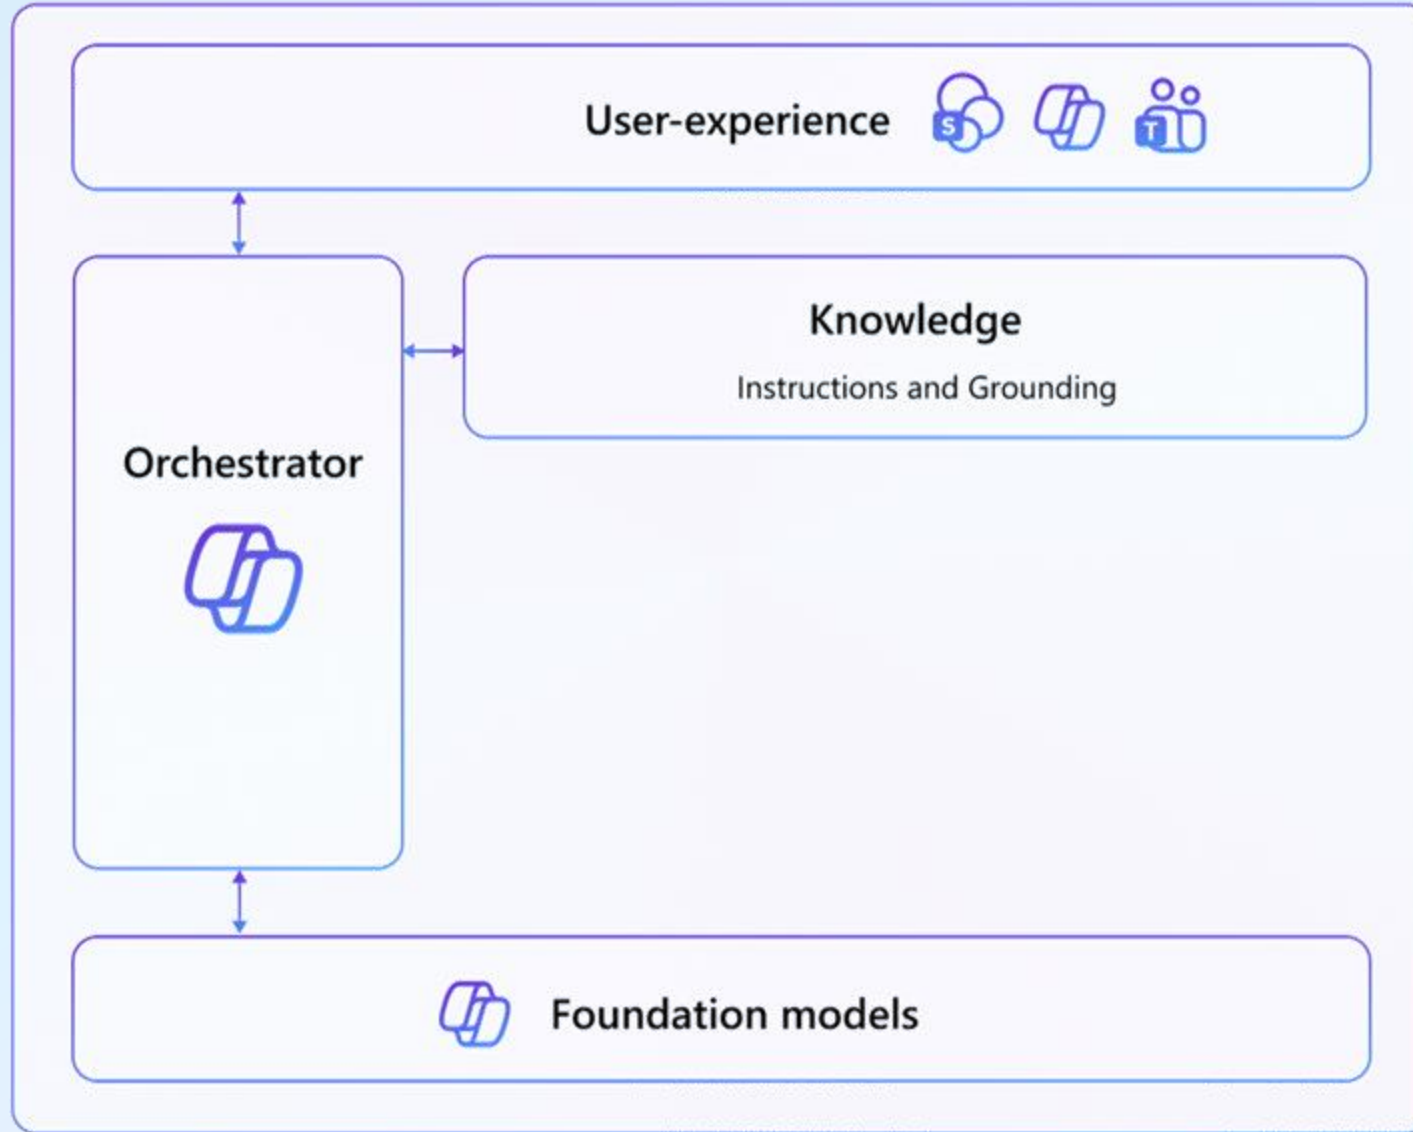 User-experience
S
T
Knowledge
Instructions and Grounding
Orchestrator
Foundation models